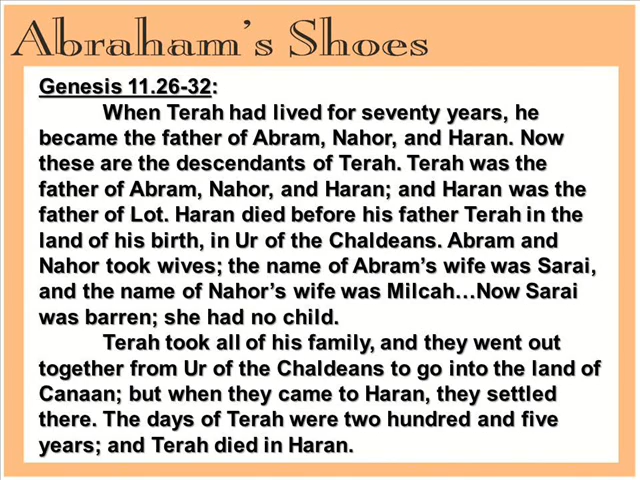 Abraham's Shoes
Genesis 11.26-32:
When Terah had lived for seventy years, he
became the father of Abram, Nahor, and Haran. Now
these are the descendants of Terah. Terah was the
father of Abram, Nahor, and Haran; and Haran was the
father of Lot. Haran died before his father Terah in the
land of his birth, in Ur of the Chaldeans. Abram and
Nahor took wives; the name of Abram's wife was Sarai,
and the name of Nahor's wife was Milcah…Now Sarai
was barren; she had no child.
Terah took all of his family, and they went out
together from Ur of the Chaldeans to go into the land of
Canaan; but when they came to Haran, they settled
there. The days of Terah were two hundred and five
years; and Terah died in Haran.